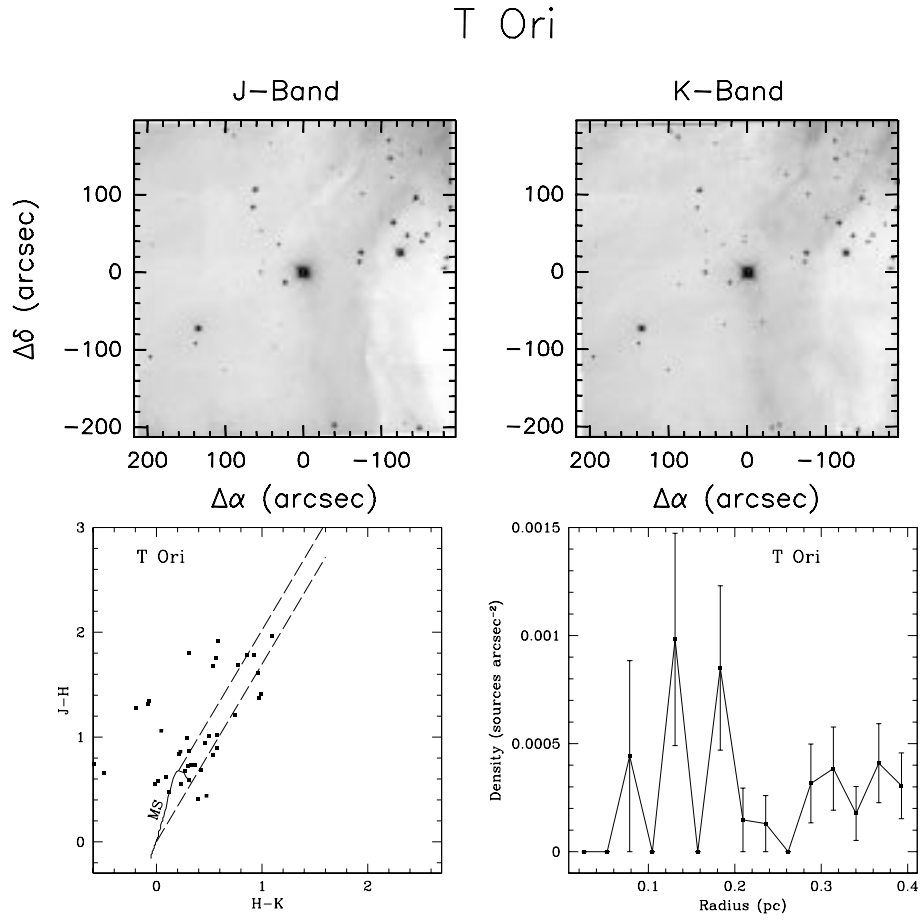 T Ori
J-Band
K-Band
Δδ (arcsec)
100
0
-100
-200
200 100 0 -100
Δα (arcsec)
100
0
-100
-200
200 100 0 -100
Δα (arcsec)
T Ori
MS
J-H
3
2
1
0
0 1 2
H-K
T Ori
Density (sources arcsec⁻²)
0.0015
0.001
0.0005
0
0.1 0.2 0.3 0.4
Radius (pc)